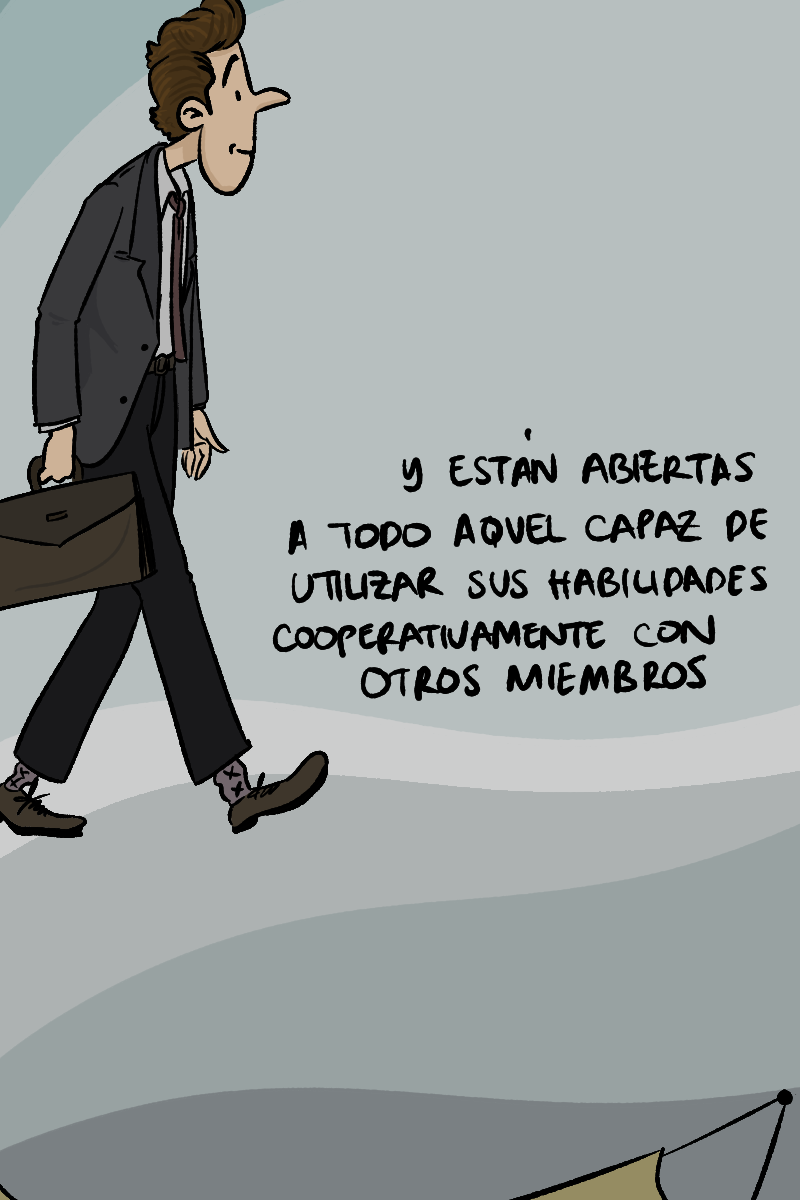 Y ESTÁN ABIERTAS
A TODO AQUEL CAPAZ DE
UTILIZAR SUS HABILIDADES
COOPERATIVAMENTE CON
OTROS MIEMBROS